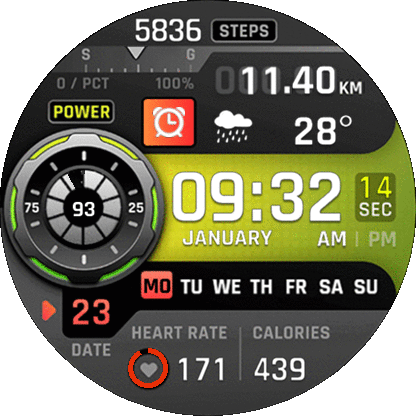 5836 STEPS
S G
0 / PCT 100%
0011.40 KM
POWER
28°
75 93 25
09:32 14 SEC
JANUARY AM | PM
MO TU WE TH FR SA SU
23
DATE
HEART RATE CALORIES
171 439